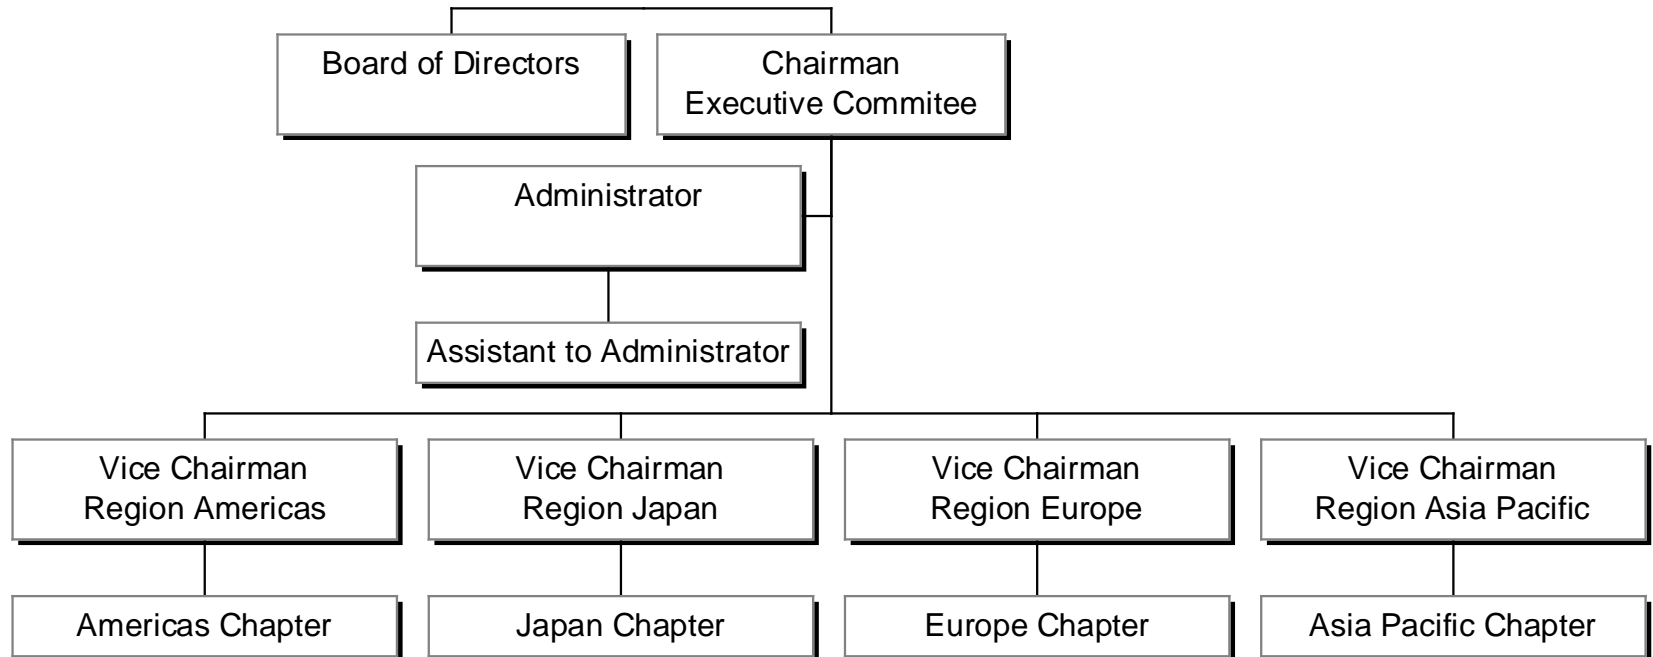 Board of Directors
Chairman
Executive Commitee
Administrator
Assistant to Administrator
Vice Chairman
Region Americas
Vice Chairman
Region Japan
Vice Chairman
Region Europe
Vice Chairman
Region Asia Pacific
Americas Chapter
Japan Chapter
Europe Chapter
Asia Pacific Chapter